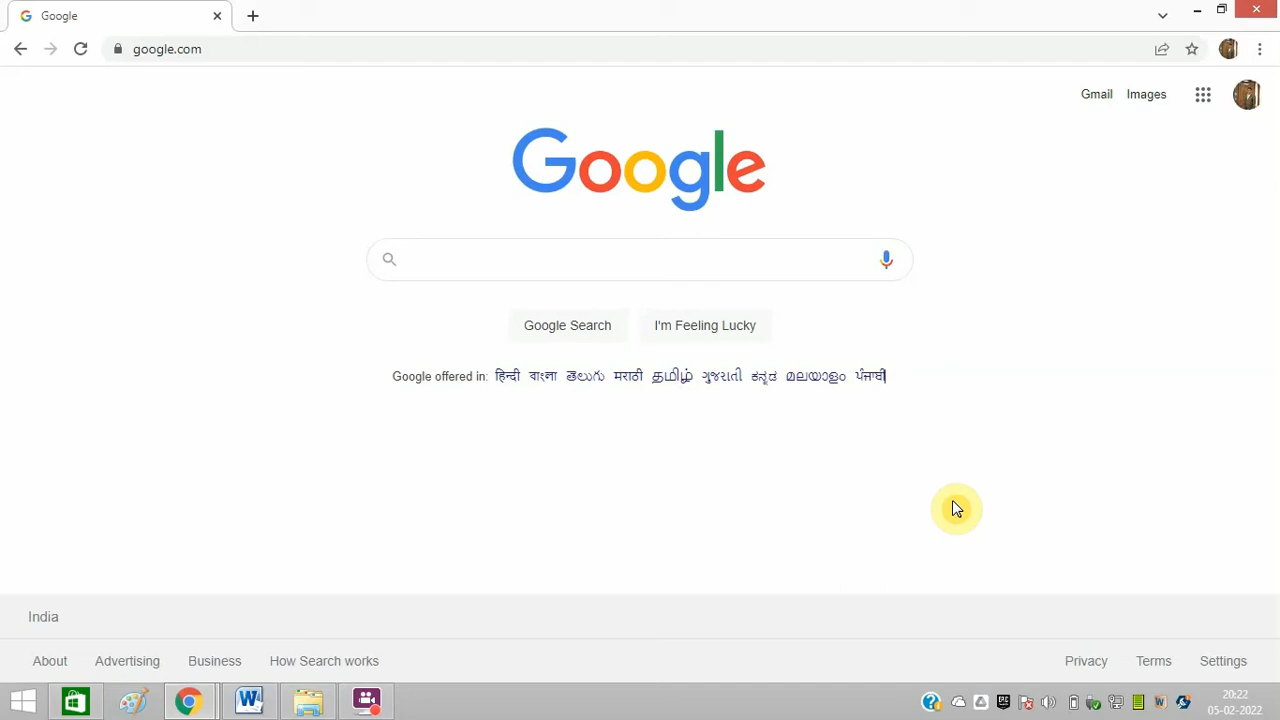 Google
google.com
Gmail Images
Google
Google Search I'm Feeling Lucky
Google offered in: हिन्दी বাংলা తెలుగు मराठी தமிழ் ગુજરાતી ಕನ್ನಡ മലയാളം ਪੰਜਾਬੀ
India
About Advertising Business How Search works Privacy Terms Settings
20:22
05-02-2022